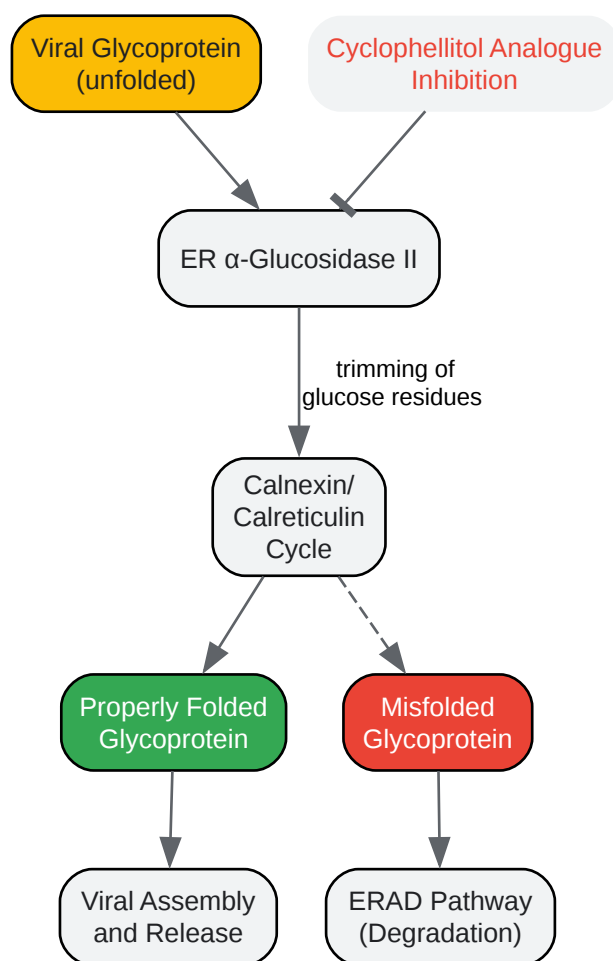 Viral Glycoprotein
(unfolded)
Cyclophellitol Analogue
Inhibition
ER α-Glucosidase II
trimming of
glucose residues
Calnexin/
Calreticulin
Cycle
Properly Folded
Glycoprotein
Misfolded
Glycoprotein
Viral Assembly
and Release
ERAD Pathway
(Degradation)